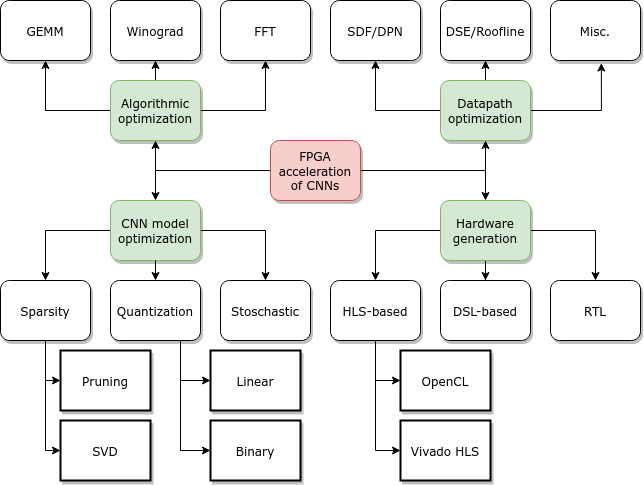 GEMM
Winograd
FFT
SDF/DPN
DSE/Roofline
Misc.
Algorithmic
optimization
Datapath
optimization
FPGA
acceleration
of CNNs
CNN model
optimization
Hardware
generation
Sparsity
Quantization
Stoschastic
HLS-based
DSL-based
RTL
Pruning
Linear
OpenCL
SVD
Binary
Vivado HLS